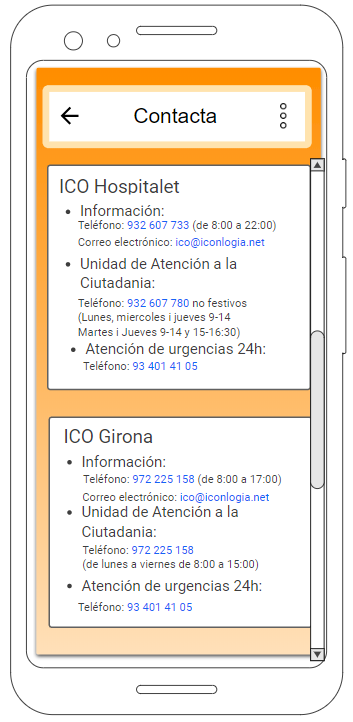 Contacta
ICO Hospitalet
• Información:
Teléfono: 932 607 733 (de 8:00 a 22:00)
Correo electrónico: ico@iconlogia.net
• Unidad de Atención a la
Ciutadania:
Teléfono: 932 607 780 no festivos
(Lunes, miercoles i jueves 9-14
Martes i Jueves 9-14 y 15-16:30)
• Atención de urgencias 24h:
Teléfono: 93 401 41 05
ICO Girona
• Información:
Teléfono: 972 225 158 (de 8:00 a 17:00)
Correo electrónico: ico@iconlogia.net
• Unidad de Atención a la
Ciutadania:
Teléfono: 972 225 158
(de lunes a viernes de 8:00 a 15:00)
• Atención de urgencias 24h:
Teléfono: 93 401 41 05